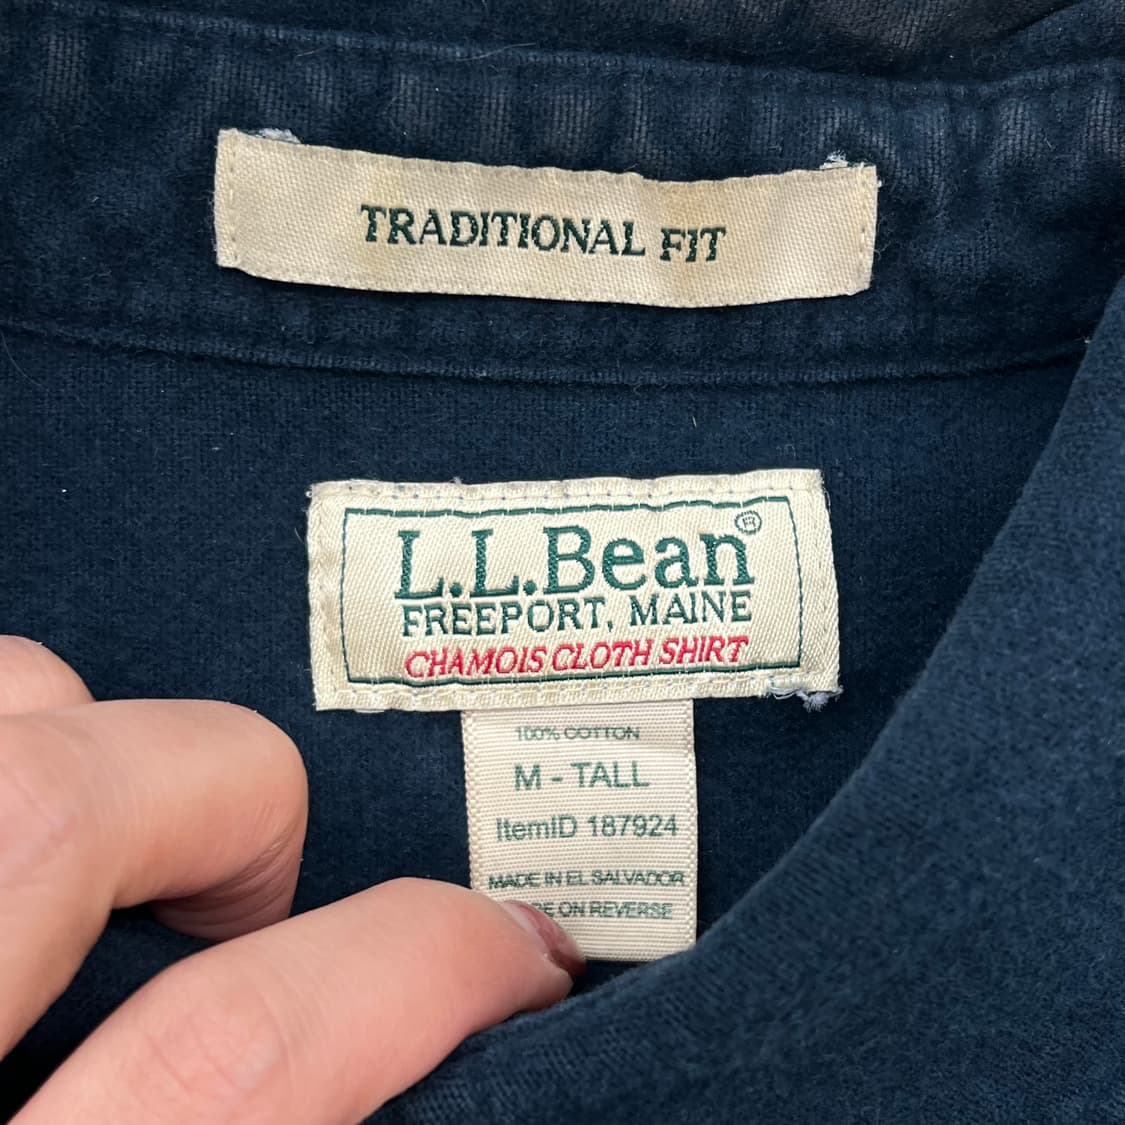 TRADITIONAL FIT
L.L.Bean®
FREEPORT, MAINE
CHAMOIS CLOTH SHIRT
100% COTTON
M - TALL
ItemID 187924
MADE IN EL SALVADOR
ON REVERSE